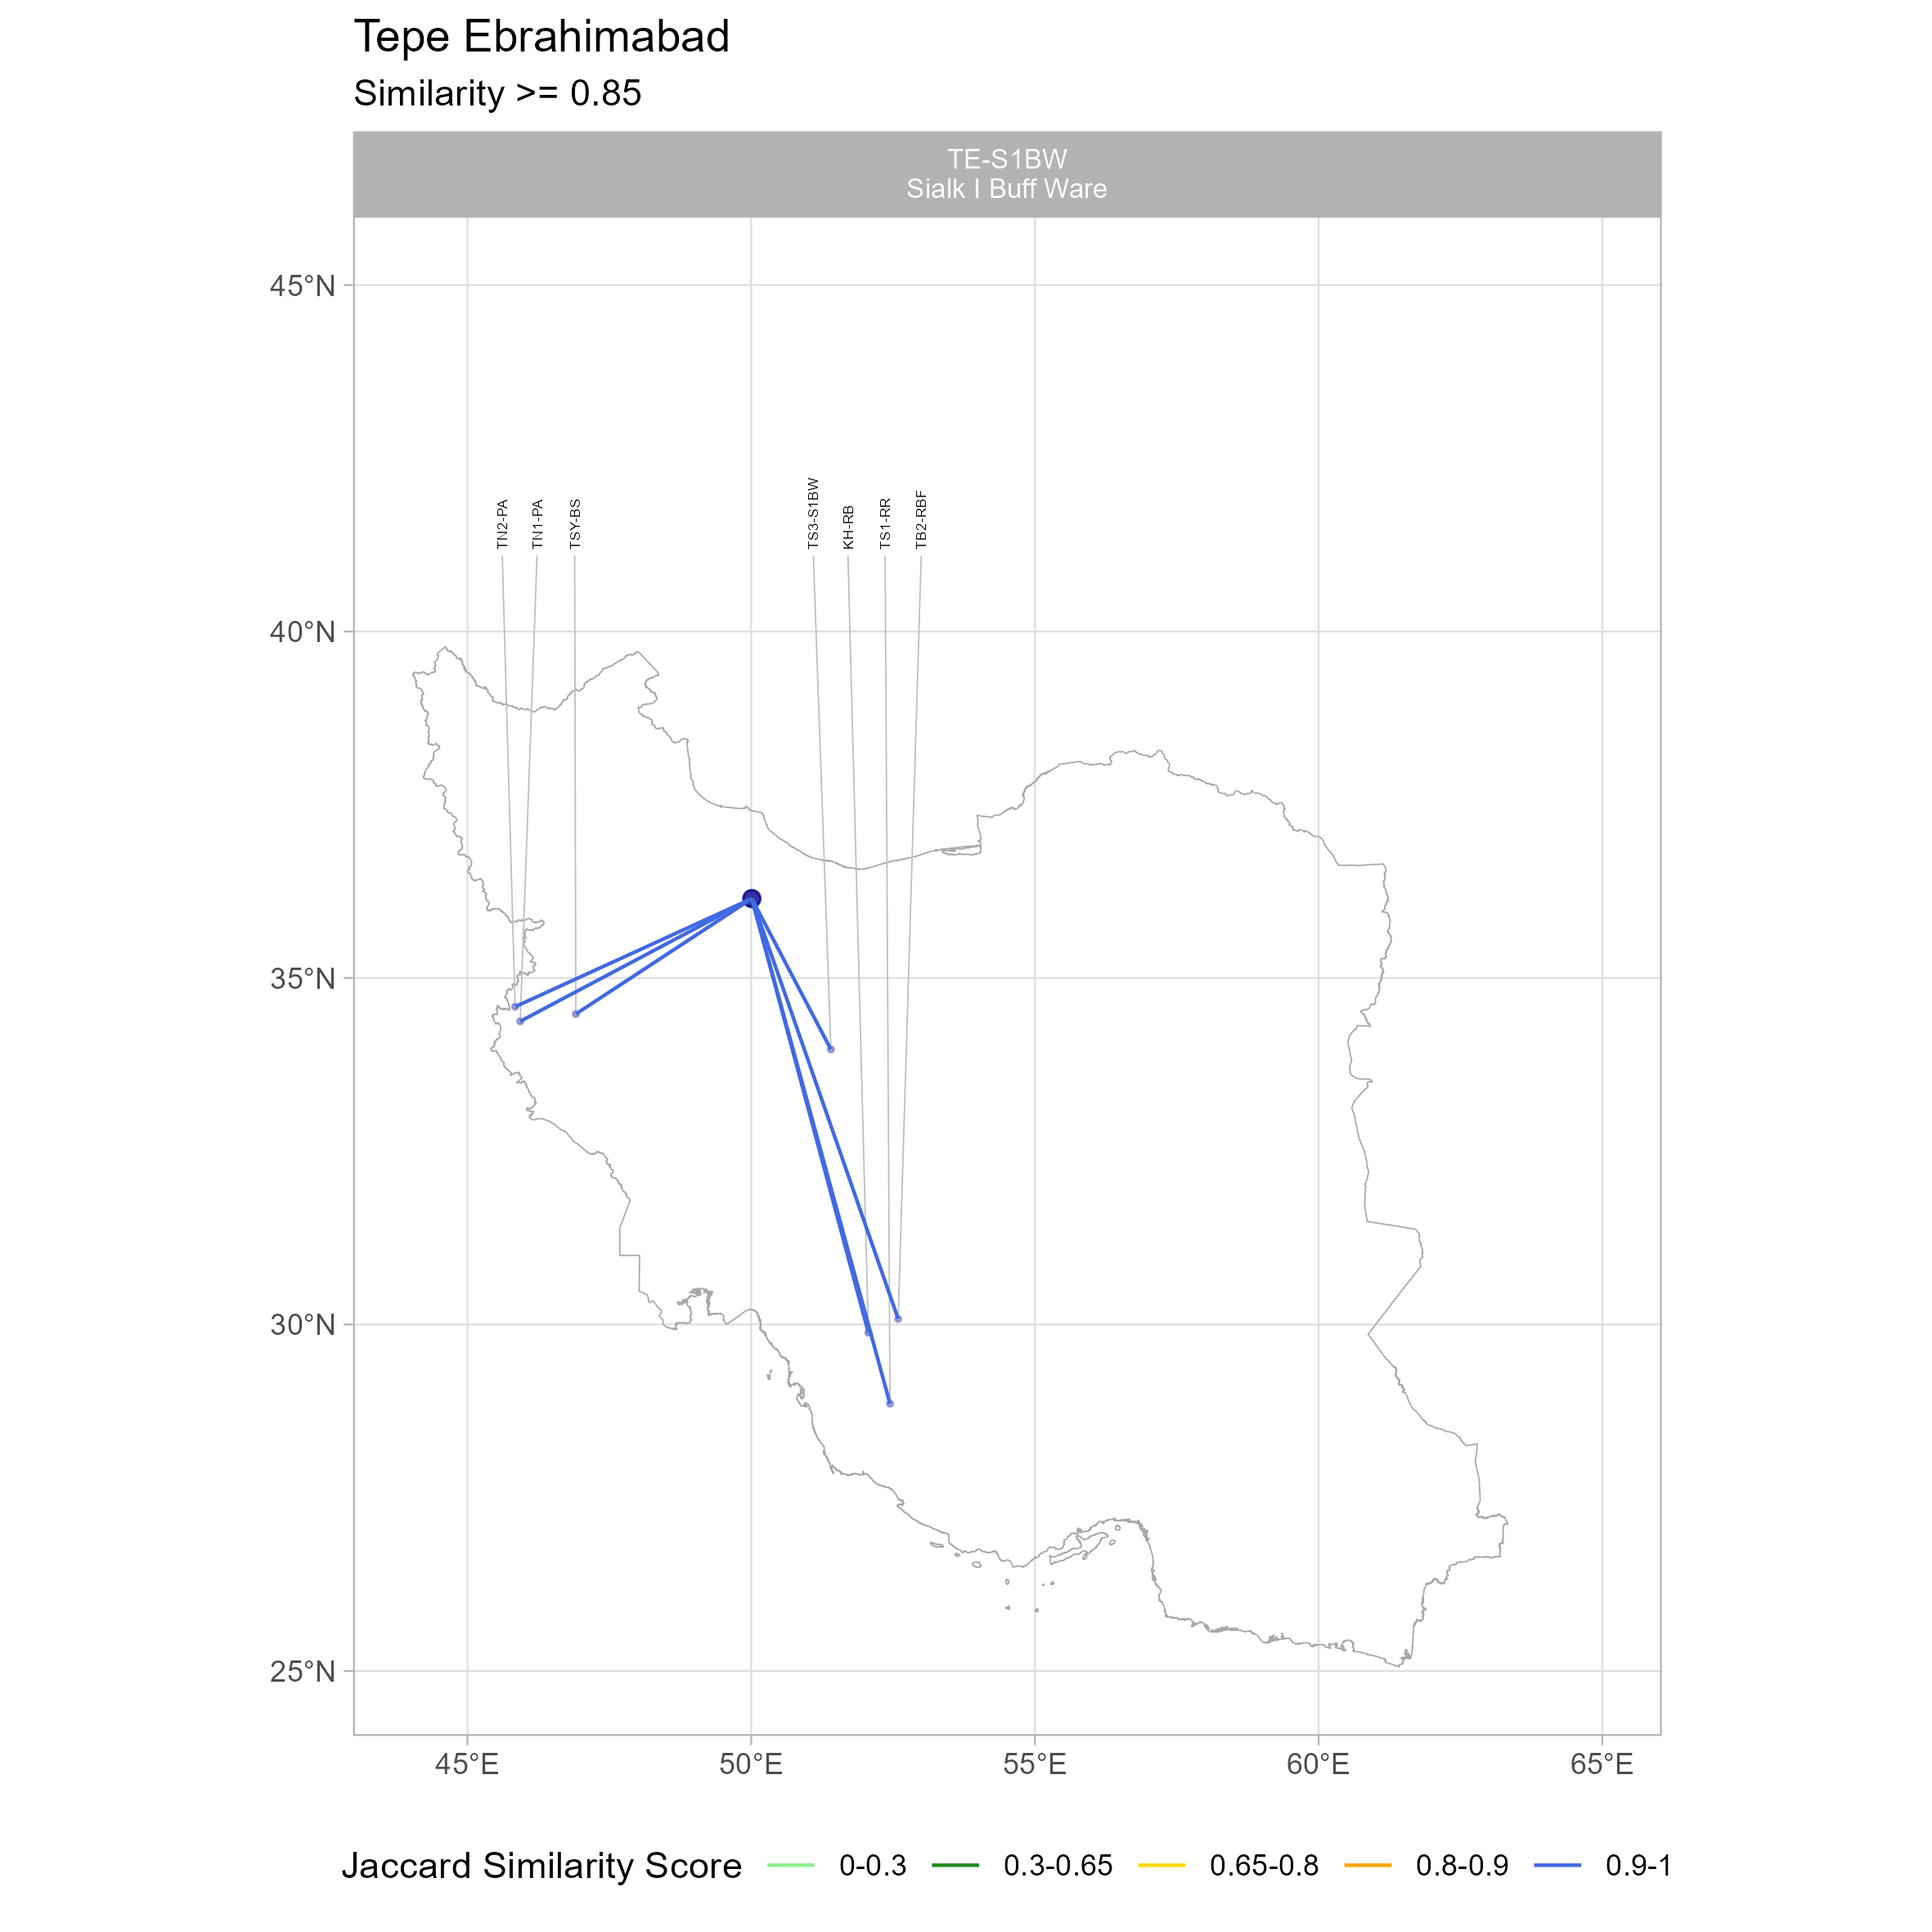 Tepe Ebrahimabad
Similarity >= 0.85
TE-S1BW
Sialk I Buff Ware
45°N
40°N
35°N
30°N
25°N
TN2-PA
TN1-PA
TSY-BS
TS3-S1BW
KH-RB
TS1-RR
TB2-RBF
45°E
50°E
55°E
60°E
65°E
Jaccard Similarity Score 0-0.3 0.3-0.65 0.65-0.8 0.8-0.9 0.9-1